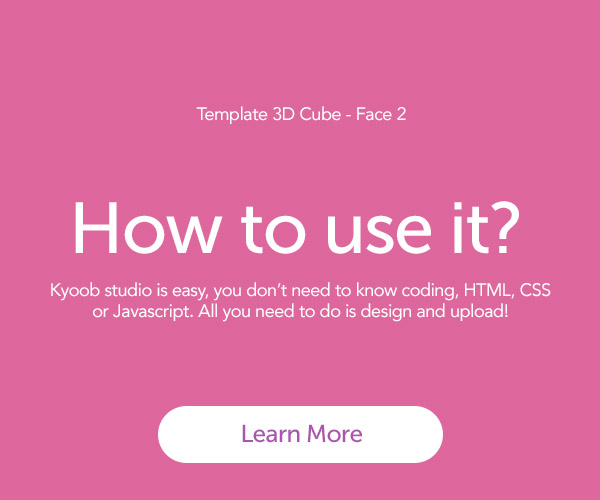 Template 3D Cube - Face 2
How to use it?
Kyoob studio is easy, you don’t need to know coding, HTML, CSS
or Javascript. All you need to do is design and upload!
Learn More